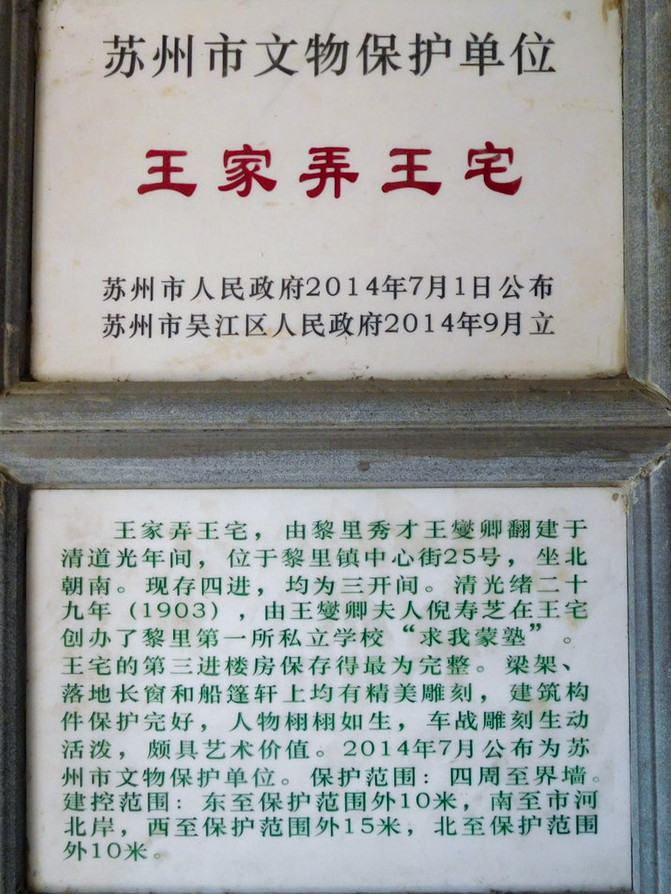 苏州市文物保护单位
王家弄王宅
苏州市人民政府2014年7月1日公布
苏州市吴江区人民政府2014年9月立
王家弄王宅，由黎里秀才王燮卿翻建于
清道光年间，位于黎里镇中心街25号，坐北
朝南。现存四进，均为三开间。清光绪二十
九年（1903），由王燮卿夫人倪寿芝在王宅
创办了黎里第一所私立学校“求我蒙塾”。
王宅的第三进楼房保存得最为完整。梁架、
落地长窗和船篷轩上均有精美雕刻，建筑构
件保护完好，人物栩栩如生，车战雕刻生动
活泼，颇具艺术价值。2014年7月公布为苏
州市文物保护单位。保护范围：四周至界墙。
建控范围：东至保护范围外10米，南至市河
北岸，西至保护范围外15米，北至保护范围
外10米。